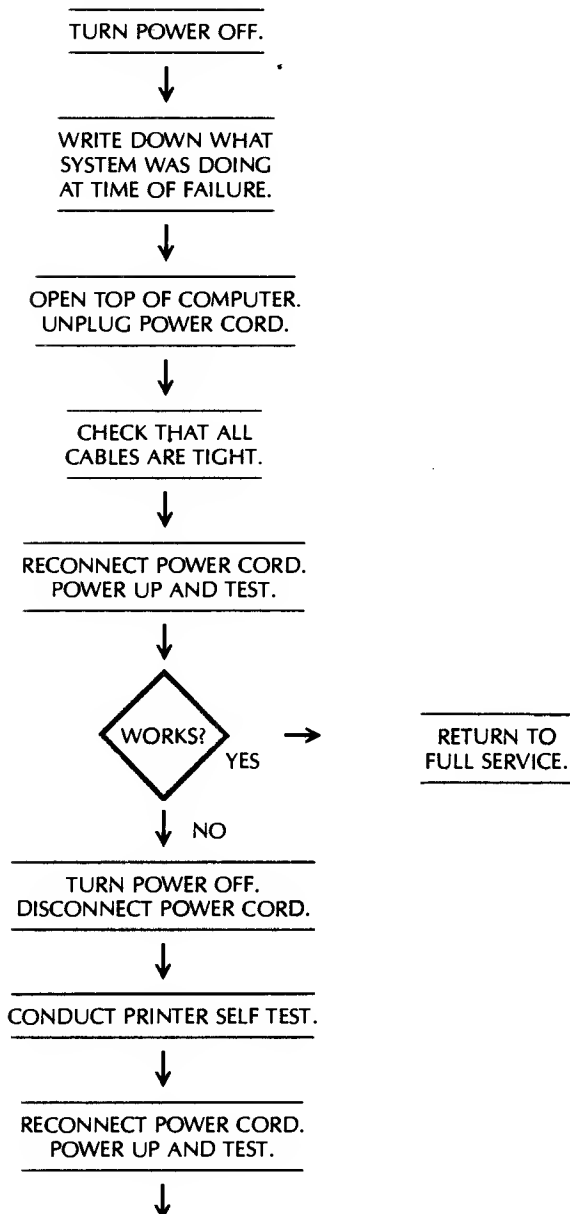 TURN POWER OFF.
WRITE DOWN WHAT
SYSTEM WAS DOING
AT TIME OF FAILURE.
OPEN TOP OF COMPUTER.
UNPLUG POWER CORD.
CHECK THAT ALL
CABLES ARE TIGHT.
RECONNECT POWER CORD.
POWER UP AND TEST.
WORKS?
YES
RETURN TO
FULL SERVICE.
NO
TURN POWER OFF.
DISCONNECT POWER CORD.
CONDUCT PRINTER SELF TEST.
RECONNECT POWER CORD.
POWER UP AND TEST.